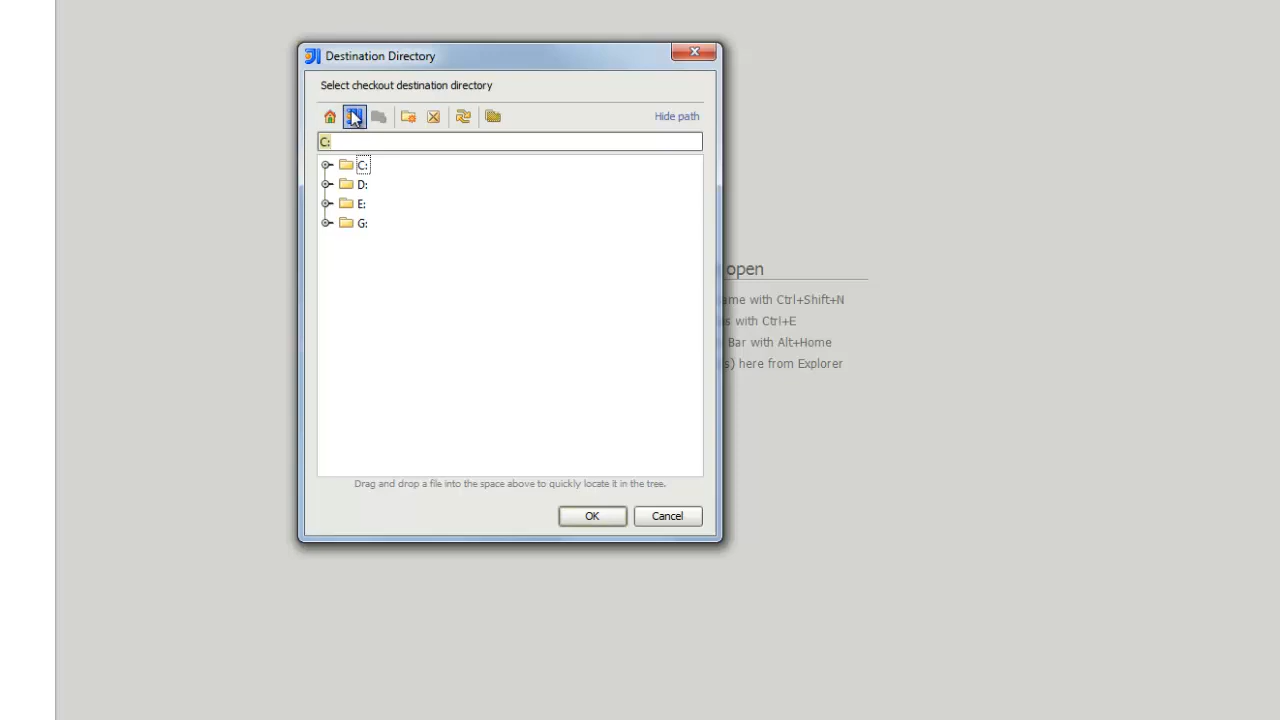 Destination Directory
Select checkout destination directory
Hide path
C:
C:
D:
E:
G:
open
with Ctrl+Shift+N
with Ctrl+E
Bar with Alt+Home
here from Explorer
Drag and drop a file into the space above to quickly locate it in the tree.
OK
Cancel